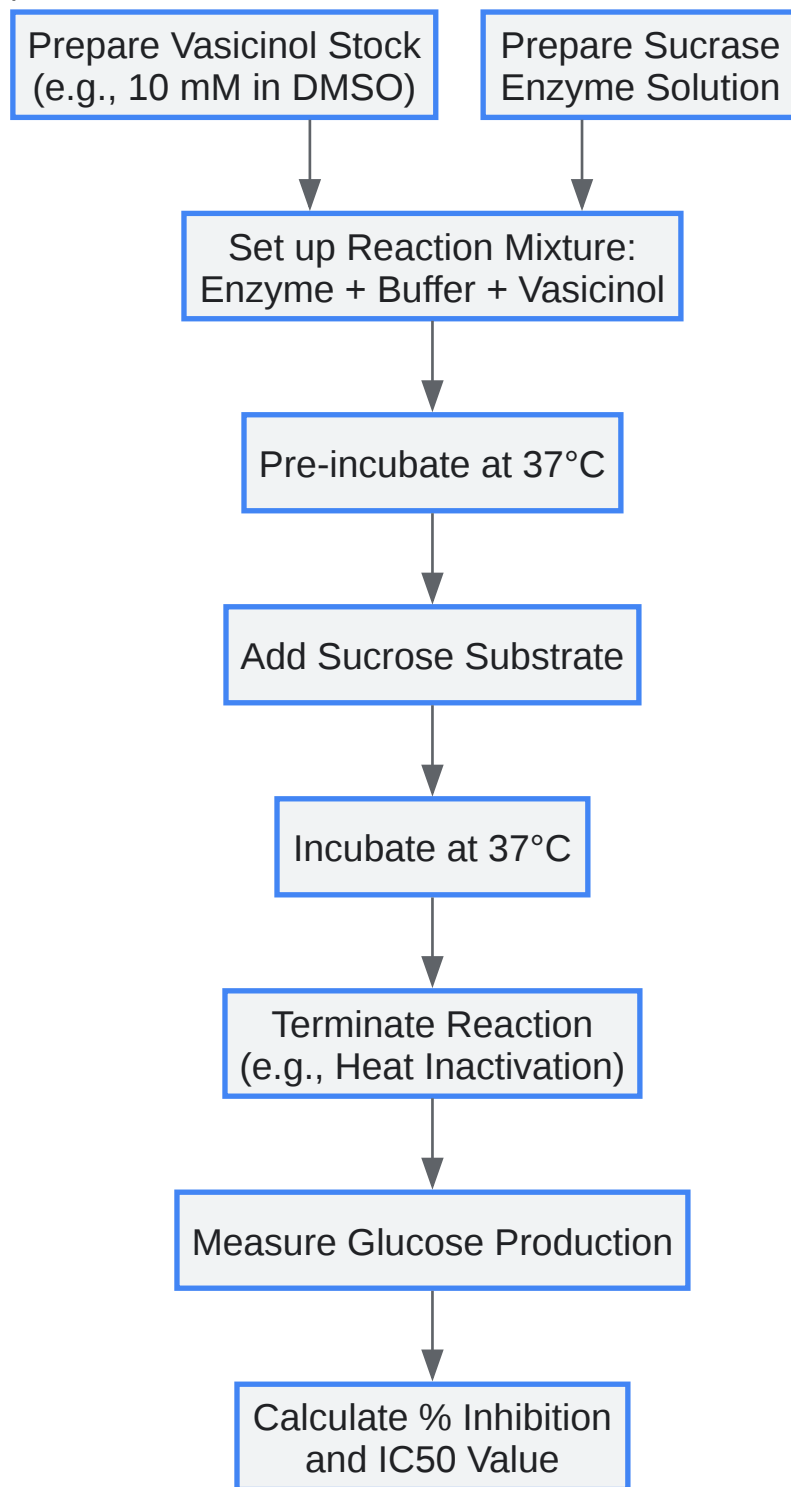 Prepare Vasicinol Stock
(e.g., 10 mM in DMSO)
Prepare Sucrase
Enzyme Solution
Set up Reaction Mixture:
Enzyme + Buffer + Vasicinol
Pre-incubate at 37°C
Add Sucrose Substrate
Incubate at 37°C
Terminate Reaction
(e.g., Heat Inactivation)
Measure Glucose Production
Calculate % Inhibition
and IC50 Value